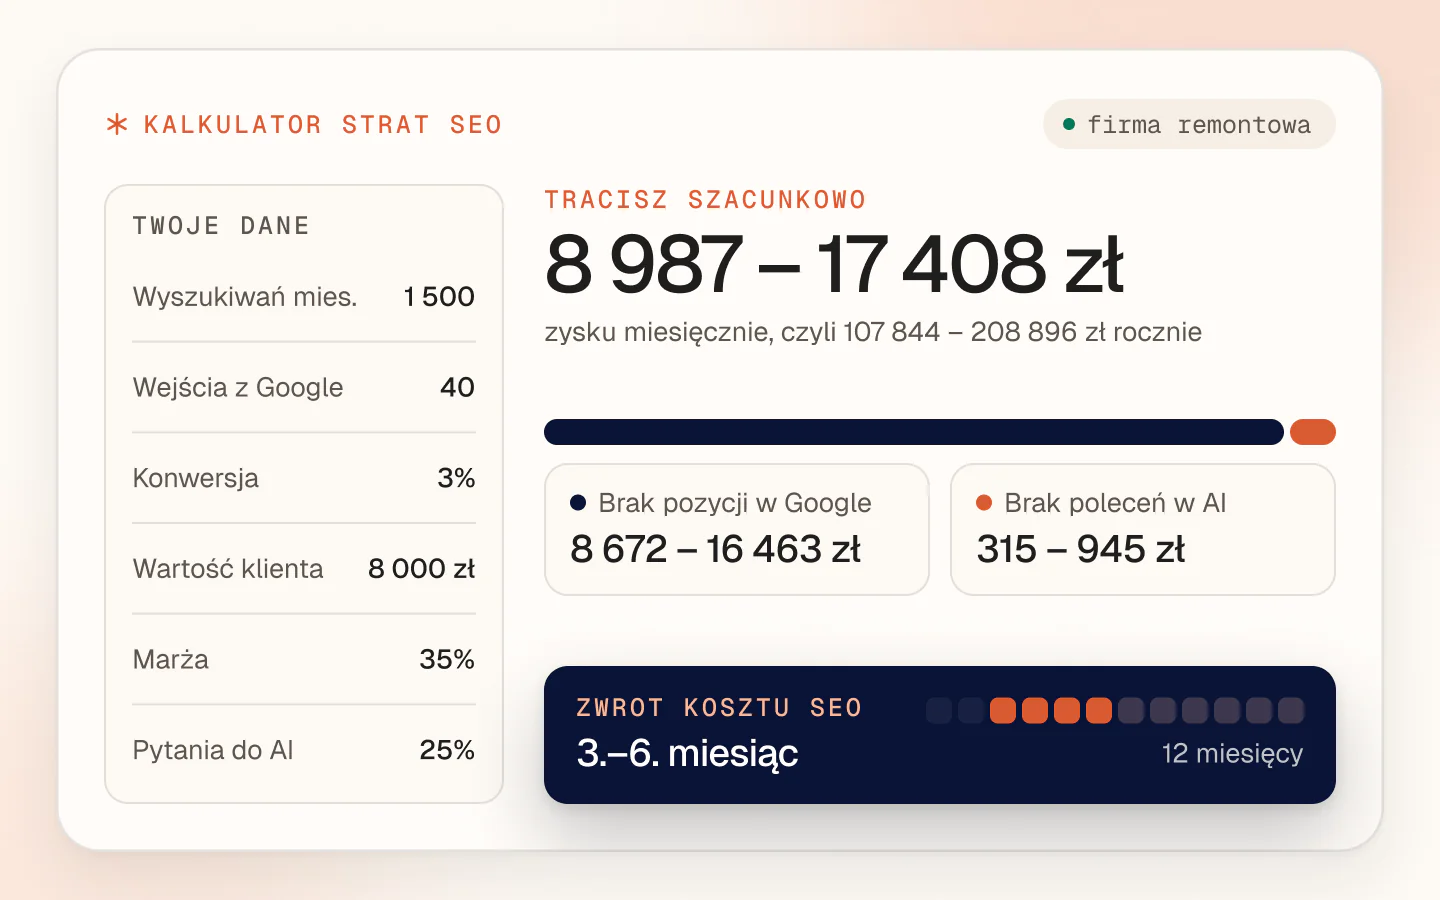 KALKULATOR STRAT SEO
firma remontowa
TWOJE DANE
Wyszukiwań mies. 1 500
Wejścia z Google 40
Konwersja 3%
Wartość klienta 8 000 zł
Marża 35%
Pytania do AI 25%
TRACISZ SZACUNKOWO
8 987 – 17 408 zł
zysku miesięcznie, czyli 107 844 – 208 896 zł rocznie
Brak pozycji w Google
8 672 – 16 463 zł
Brak poleceń w AI
315 – 945 zł
ZWROT KOSZTU SEO
3.–6. miesiąc
12 miesięcy